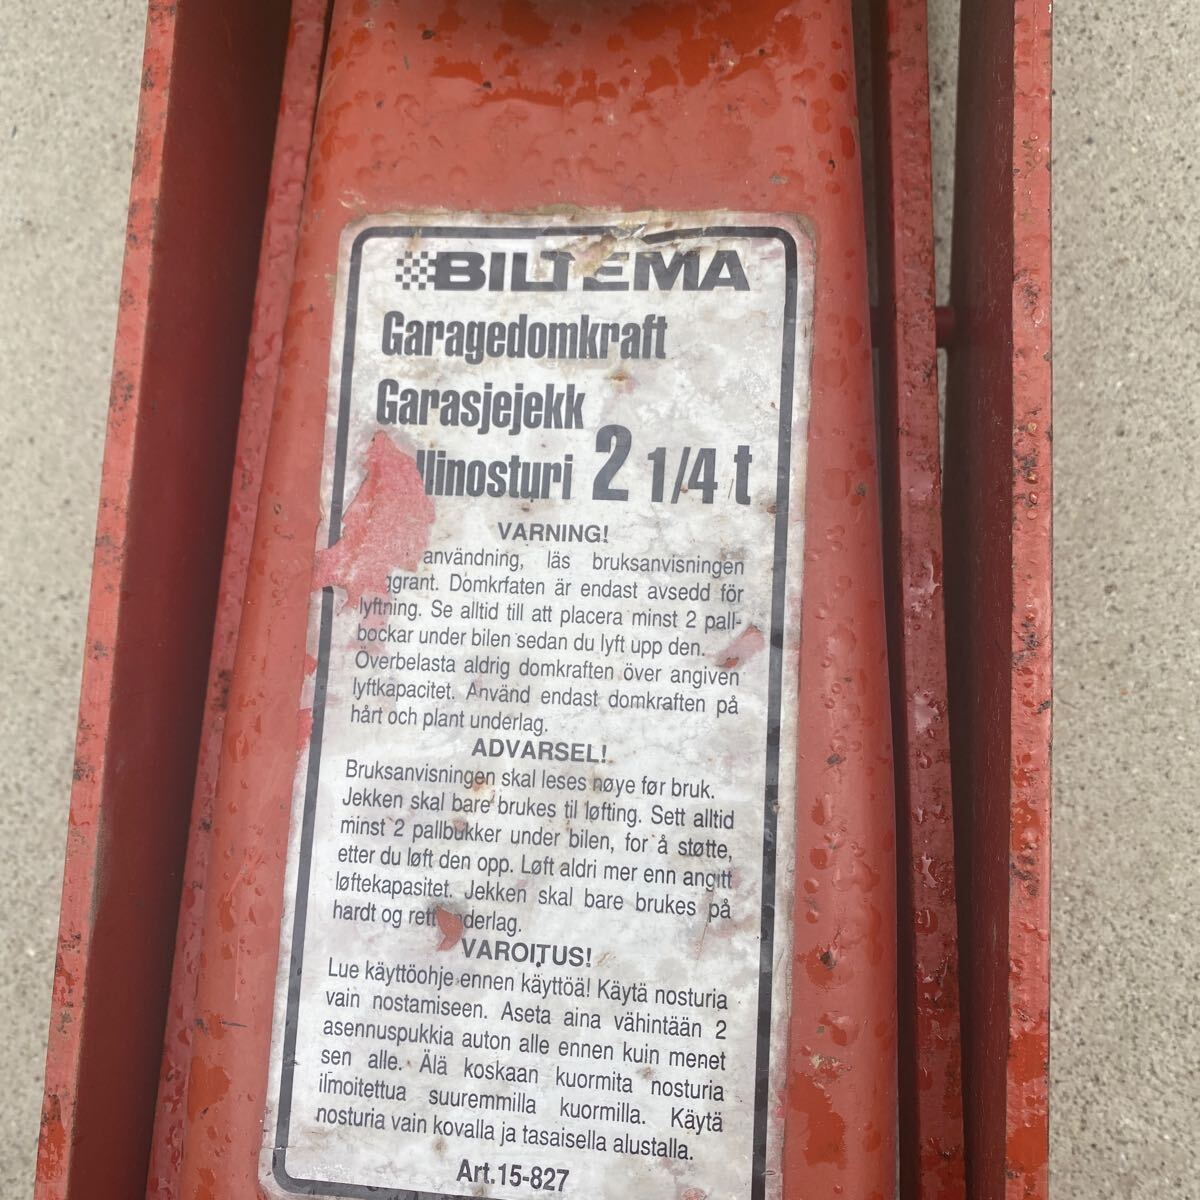 BILTEMA
Garagedomkraft
Garasjejekk
llinosturi 2 1/4 t
VARNING!
användning, läs bruksanvisningen
ggrant. Domkrfaten är endast avsedd för
lyftning. Se alltid till att placera minst 2 pall-
bockar under bilen sedan du lyft upp den.
Överbelasta aldrig domkraften över angiven
lyftkapacitet. Använd endast domkraften på
hårt och plant underlag.
ADVARSEL!
Bruksanvisningen skal leses nøye før bruk.
Jekken skal bare brukes til løfting. Sett alltid
minst 2 pallbukker under bilen, for å støtte,
etter du løft den opp. Løft aldri mer enn angitt
løftekapasitet. Jekken skal bare brukes på
hardt og rett underlag.
VAROITUS!
Lue käyttöohje ennen käyttöä! Käytä nosturia
vain nostamiseen. Aseta aina vähintään 2
asennuspukkia auton alle ennen kuin menet
sen alle. Älä koskaan kuormita nosturia
ilmoitettua suuremmilla kuormilla. Käytä
nosturia vain kovalla ja tasaisella alustalla.
Art.15-827